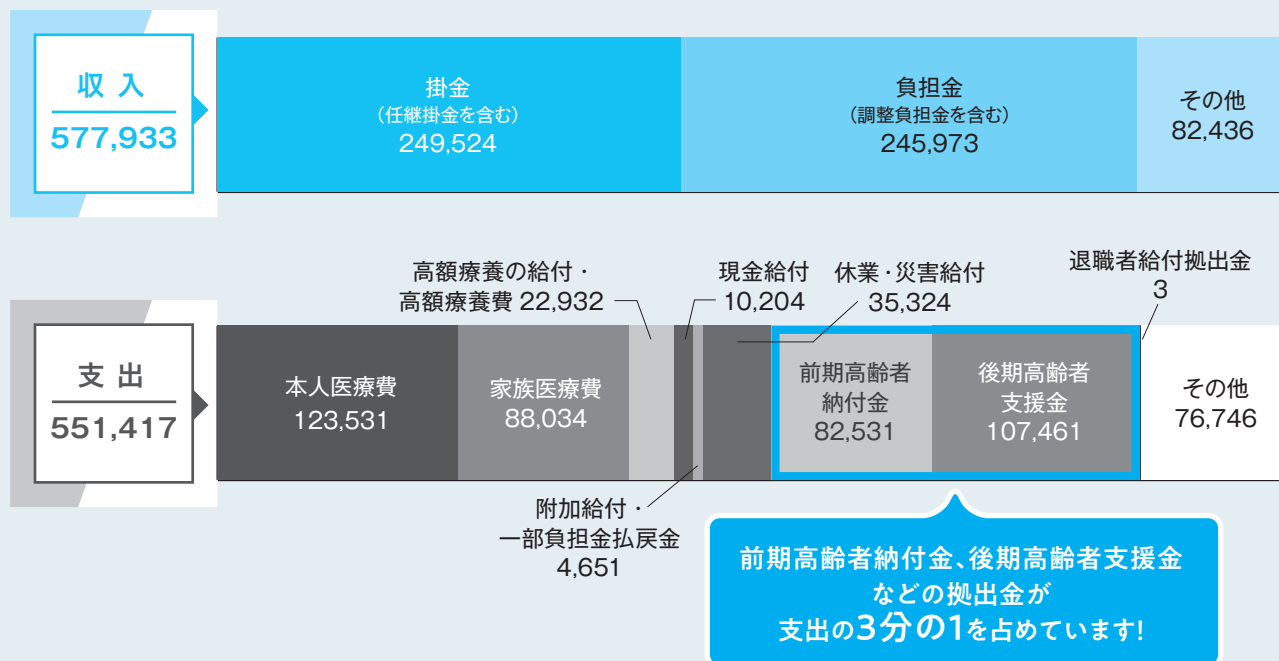 収入
577,933
掛金
（任継掛金を含む）
249,524
負担金
（調整負担金を含む）
245,973
その他
82,436
支出
551,417
本人医療費
123,531
家族医療費
88,034
高額療養の給付・
高額療養費 22,932
現金給付
10,204
附加給付・
一部負担金払戻金
4,651
休業・災害給付
35,324
前期高齢者
納付金
82,531
後期高齢者
支援金
107,461
退職者給付拠出金
3
その他
76,746
前期高齢者納付金、後期高齢者支援金
などの拠出金が
支出の3分の1を占めています!